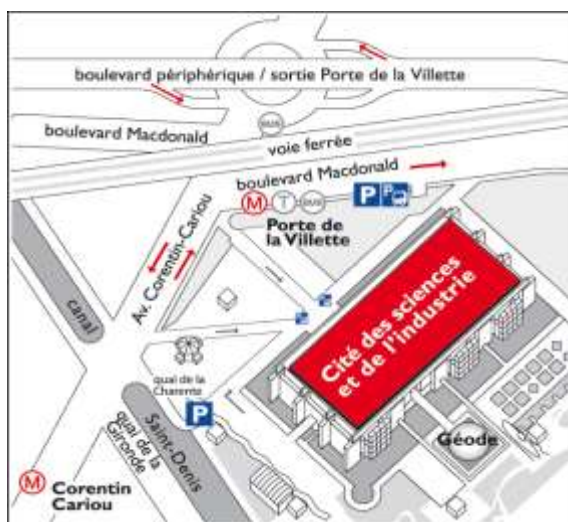 boulevard périphérique / sortie Porte de la Villette
boulevard Macdonald
BUS
voie ferrée
boulevard Macdonald
M T BUS P P
Porte de
la Villette
Av. Corentin-Cariou
canal
Cité des sciences
et de l'industrie
quai de la
Charente
P
Saint-Denis
quai de la
Gironde
Géode
M Corentin
Cariou